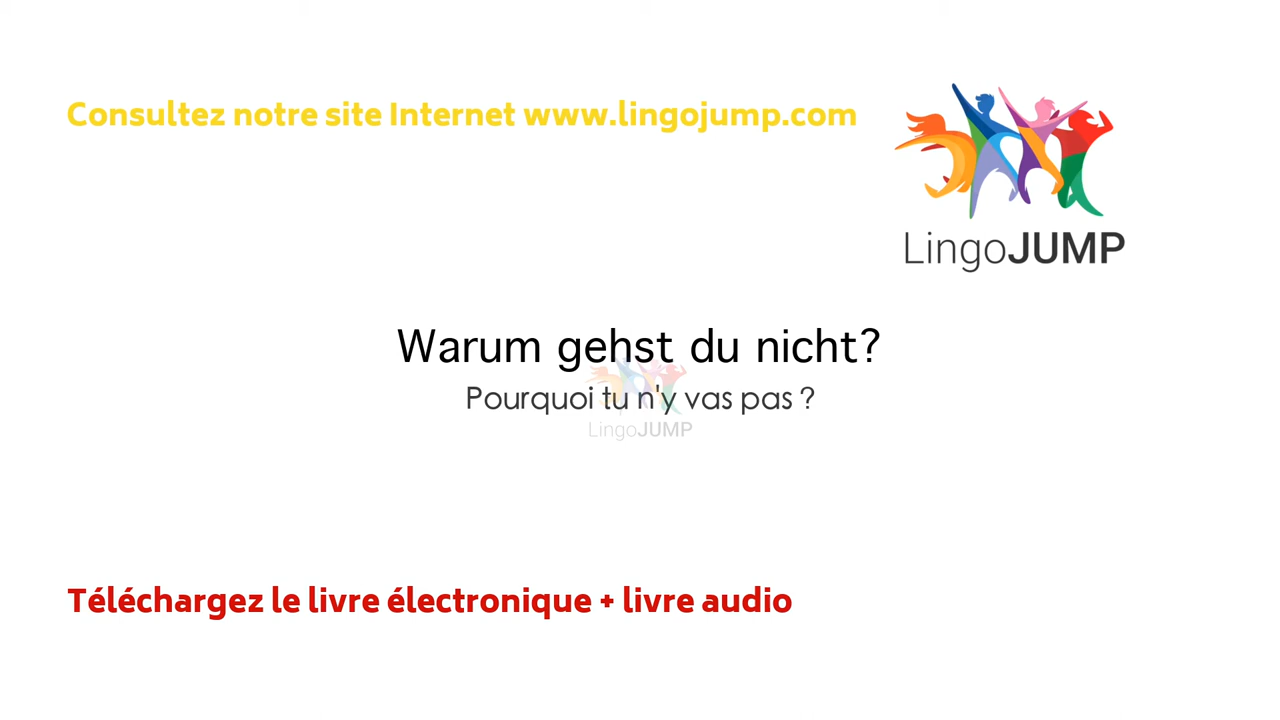 Consultez notre site Internet www.lingojump.com
LingoJUMP
Warum gehst du nicht?
Pourquoi tu n'y vas pas ?
LingoJUMP
Téléchargez le livre électronique + livre audio